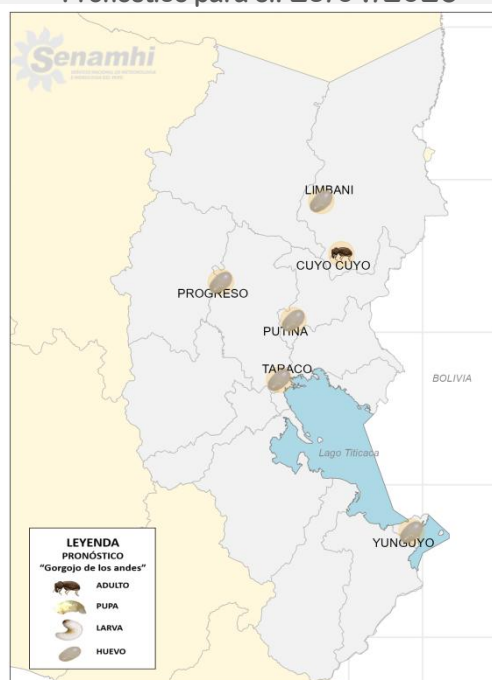 Senamhi
LIMBANI
CUYO CUYO
PROGRESO
PUTINA
TARACO
BOLIVIA
Lago Titicaca
YUNGUYO
LEYENDA
PRONÓSTICO
"Gorgojo de los andes"
ADULTO
PUPA
LARVA
HUEVO